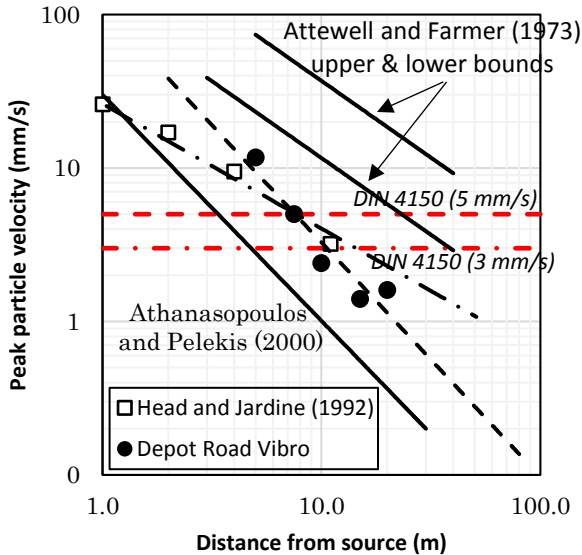 100
Attewell and Farmer (1973)
upper & lower bounds
10
DIN 4150 (5 mm/s)
DIN 4150 (3 mm/s)
1
Athanasopoulos
and Pelekis (2000)
Head and Jardine (1992)
Depot Road Vibro
0
1.0
10.0
100.0
Peak particle velocity (mm/s)
Distance from source (m)